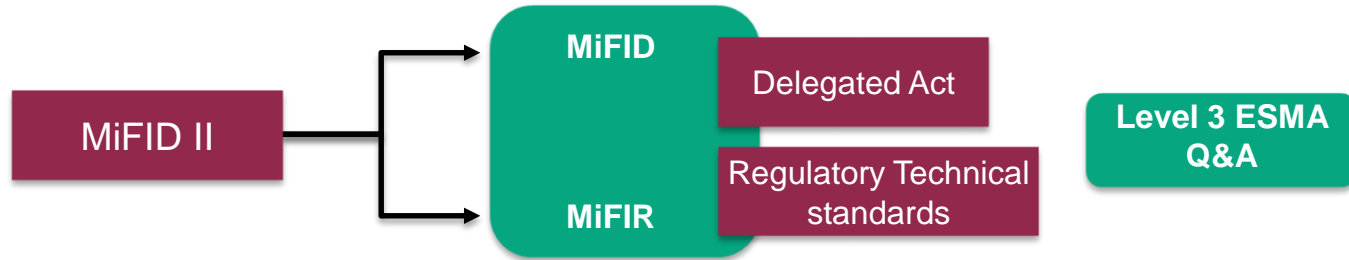 MiFID II
MiFID
MiFIR
Delegated Act
Regulatory Technical
standards
Level 3 ESMA
Q&A